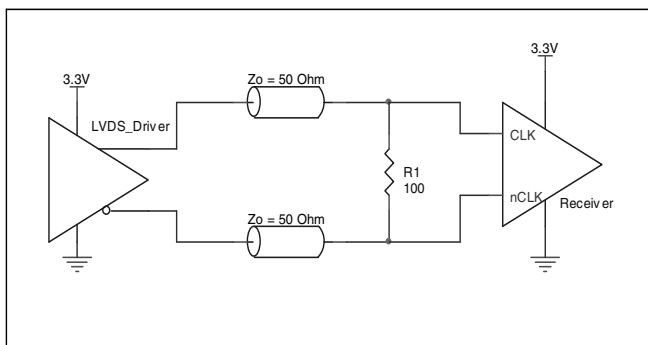 3.3V
LVDS_Driver
Zo = 50 Ohm
Zo = 50 Ohm
R1
100
3.3V
CLK
nCLK
Receiver